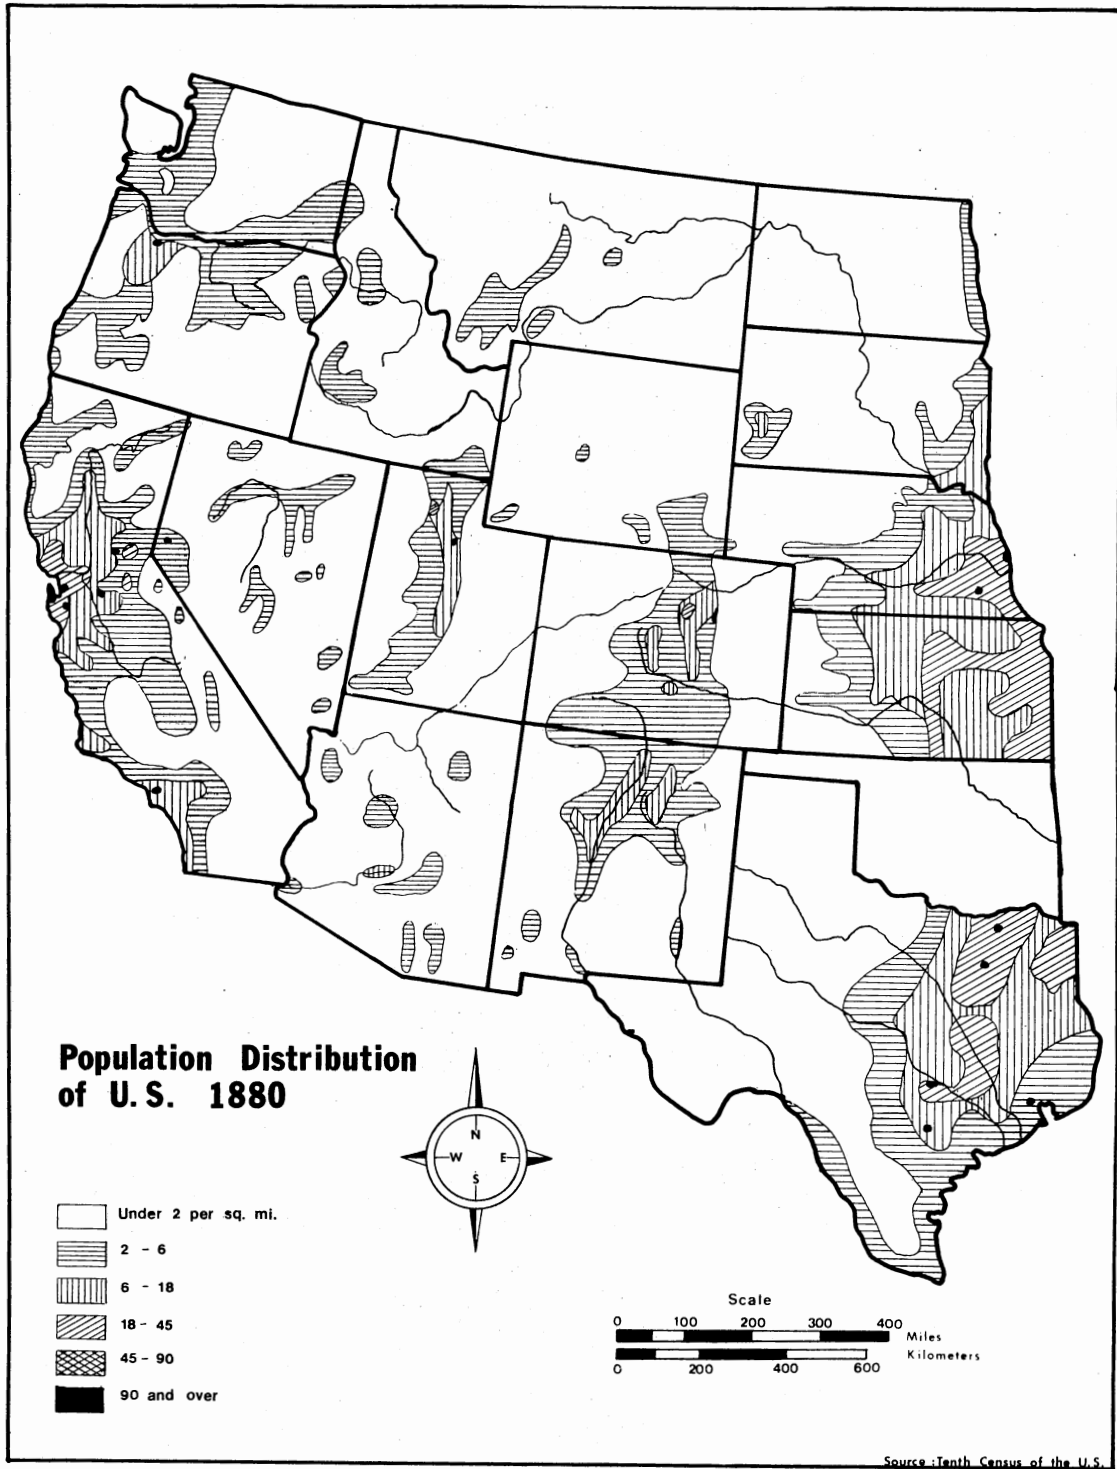 Population Distribution
of U.S. 1880
N
W E
S
Under 2 per sq. mi.
2 - 6
6 - 18
18 - 45
45 - 90
90 and over
Scale
0 100 200 300 400
Miles
Kilometers
0 200 400 600
Source : Tenth Census of the U.S.